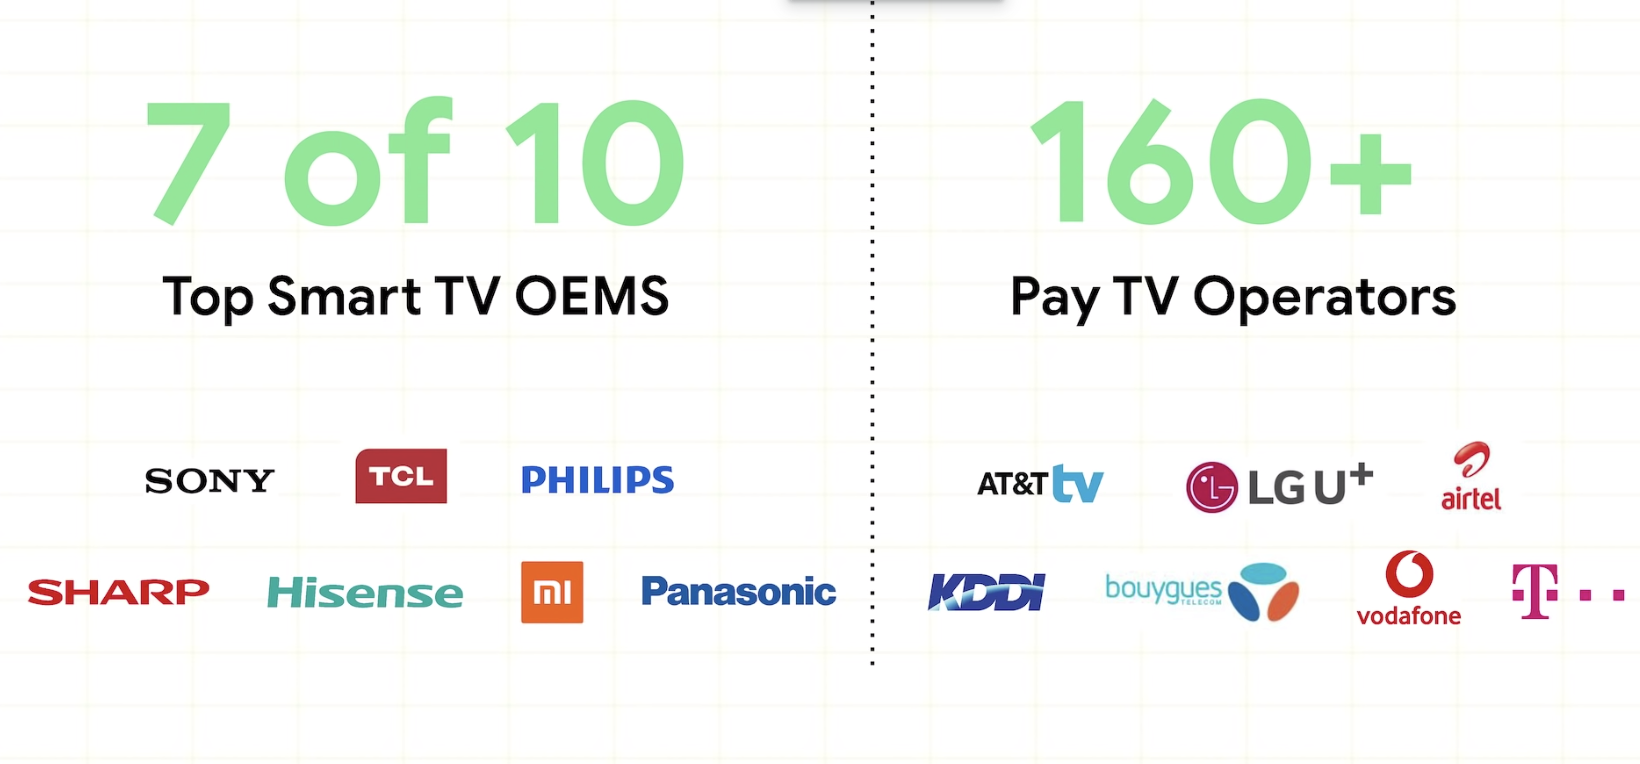 7 of 10
Top Smart TV OEMS
SONY
TCL
PHILIPS
SHARP
Hisense
mi
Panasonic
160+
Pay TV Operators
AT&T tv
LG LG U+
airtel
KDDI
bouygues
TELECOM
vodafone
T